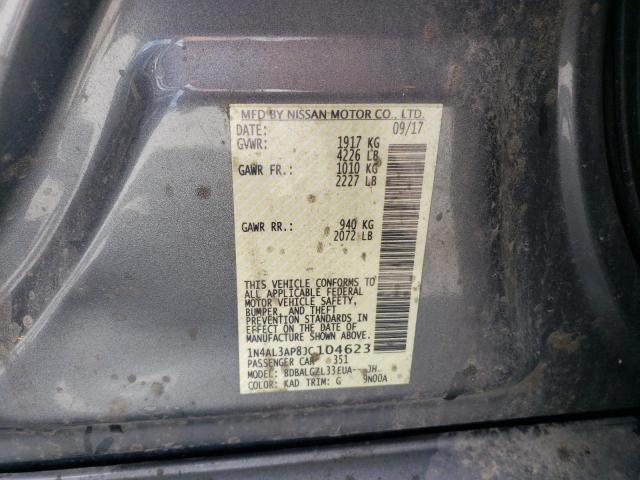 MFD BY NISSAN MOTOR CO., LTD.
DATE: 09/17
GVWR: 1917 KG
4226 LB
GAWR FR.: 1010 KG
2227 LB
GAWR RR.: 940 KG
2072 LB
THIS VEHICLE CONFORMS TO
ALL APPLICABLE FEDERAL
MOTOR VEHICLE SAFETY,
BUMPER, AND THEFT
PREVENTION STANDARDS IN
EFFECT ON THE DATE OF
MANUFACTURE SHOWN ABOVE.
1N4AL3AP8JC104623
PASSENGER CAR 351
MODEL: BDBALGZL33EUA---JH
COLOR: KAD TRIM: G 9N00A